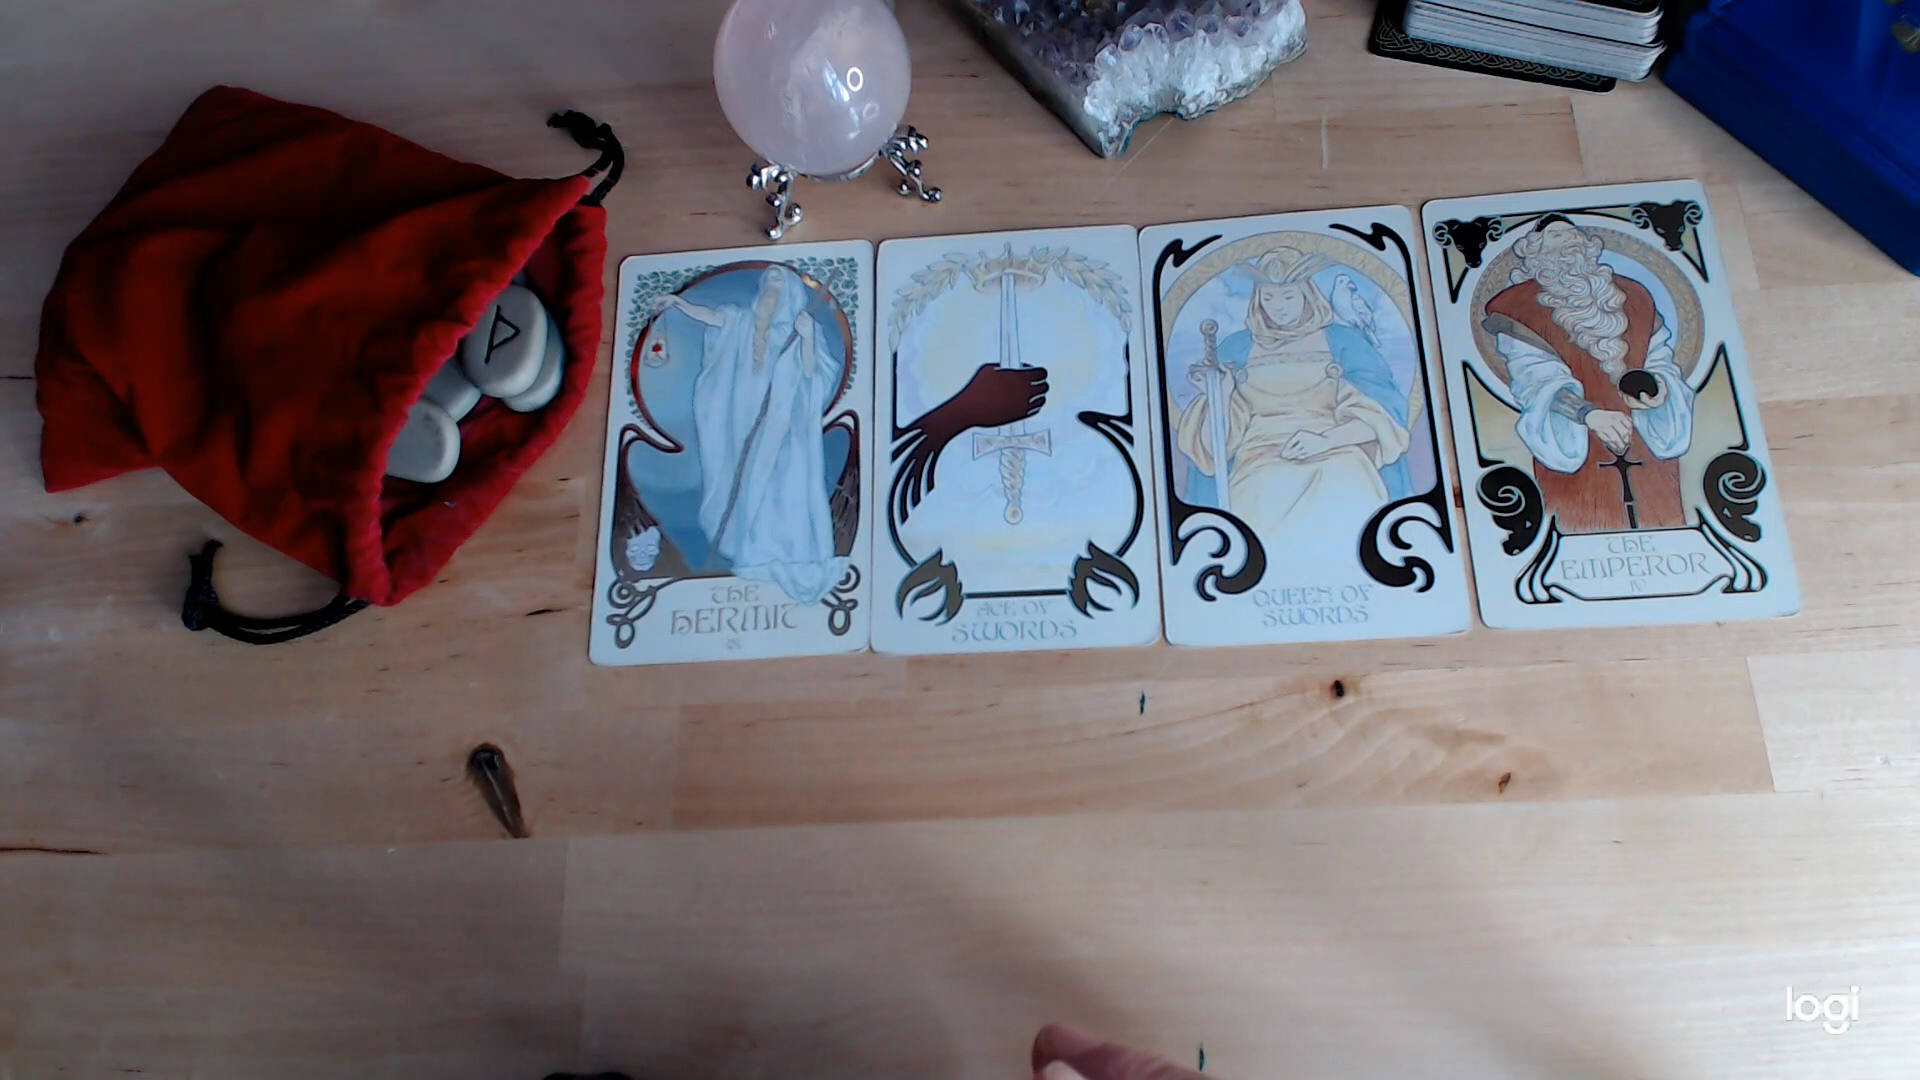 THE
HERMIT
IX
ACE OF
SWORDS
QUEEN OF
SWORDS
THE
EMPEROR
IV
ᚹ
logi